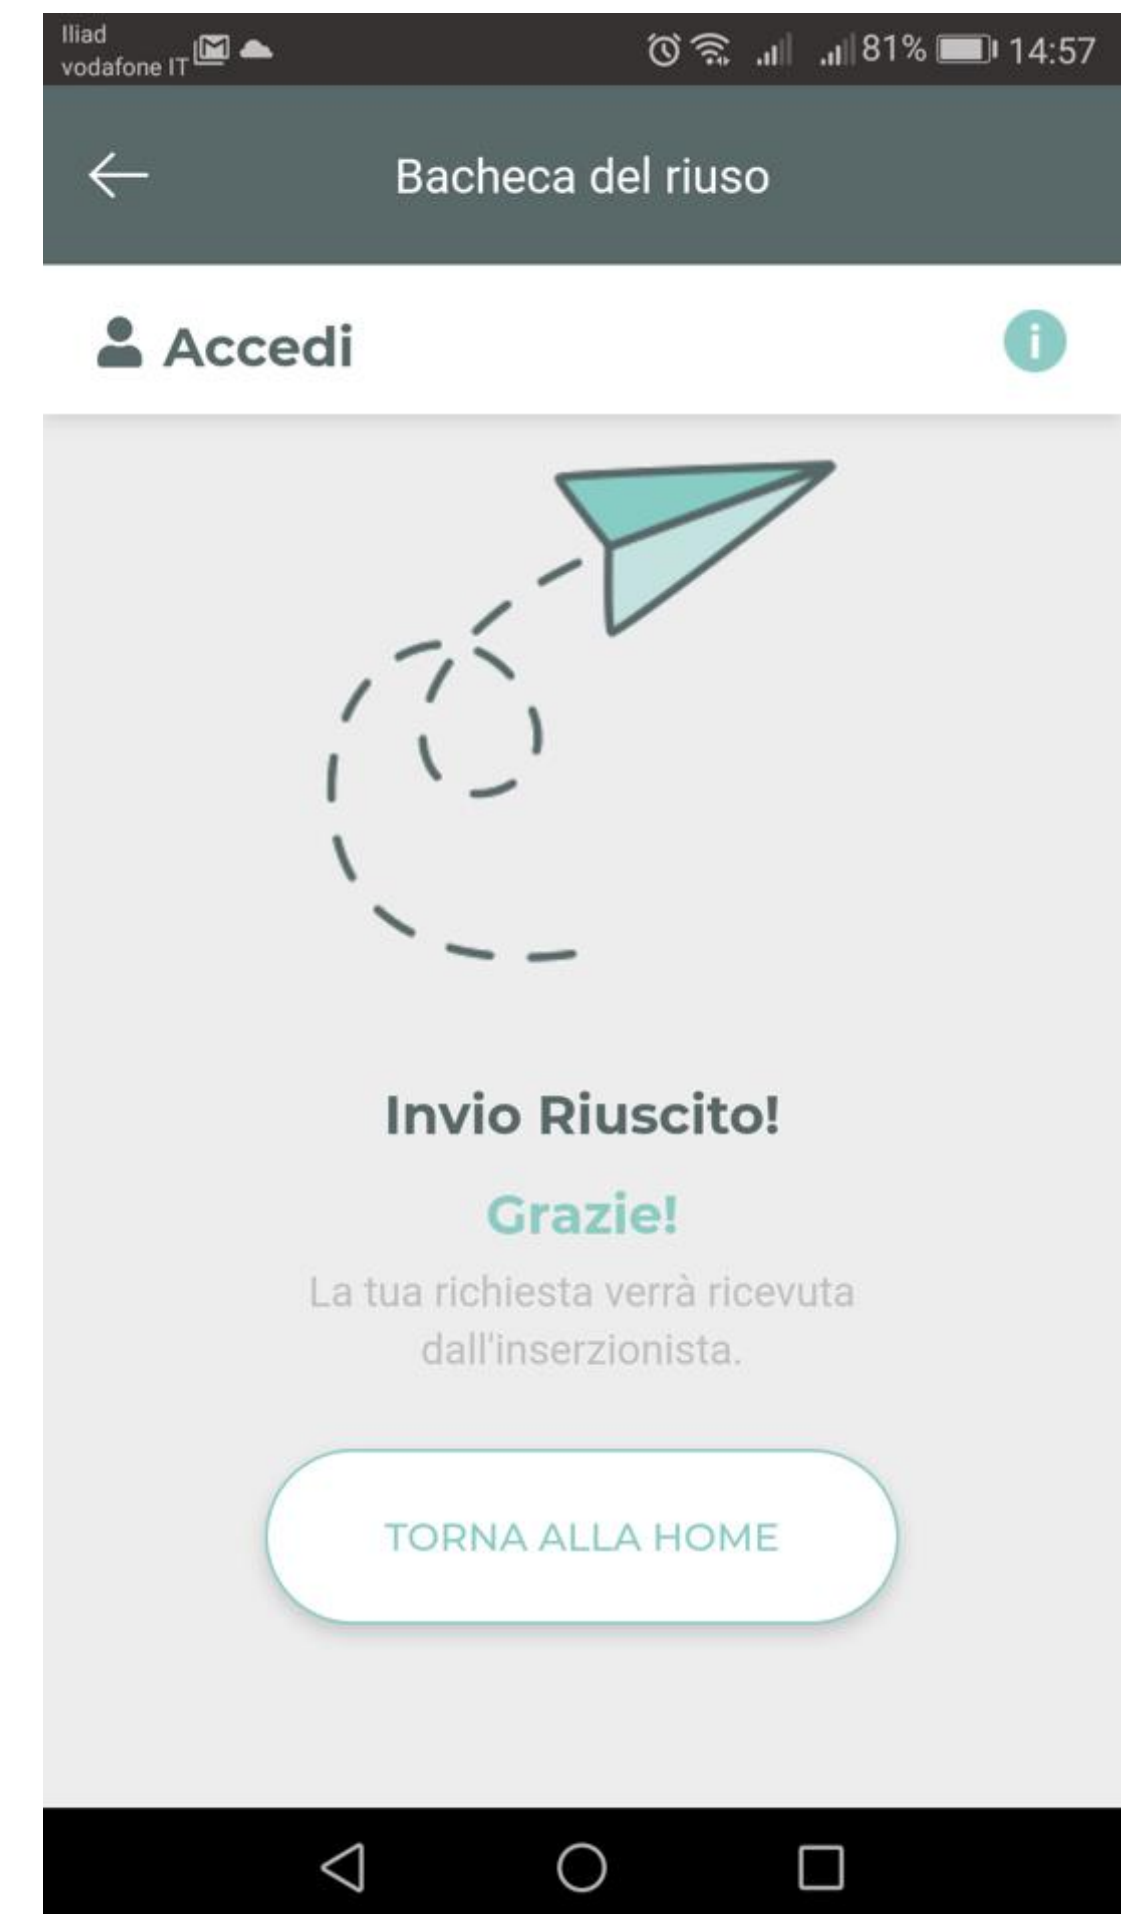 Iliad
vodafone IT
81% 14:57
Bacheca del riuso
Accedi
i
Invio Riuscito!
Grazie!
La tua richiesta verrà ricevuta
dall'inserzionista.
TORNA ALLA HOME